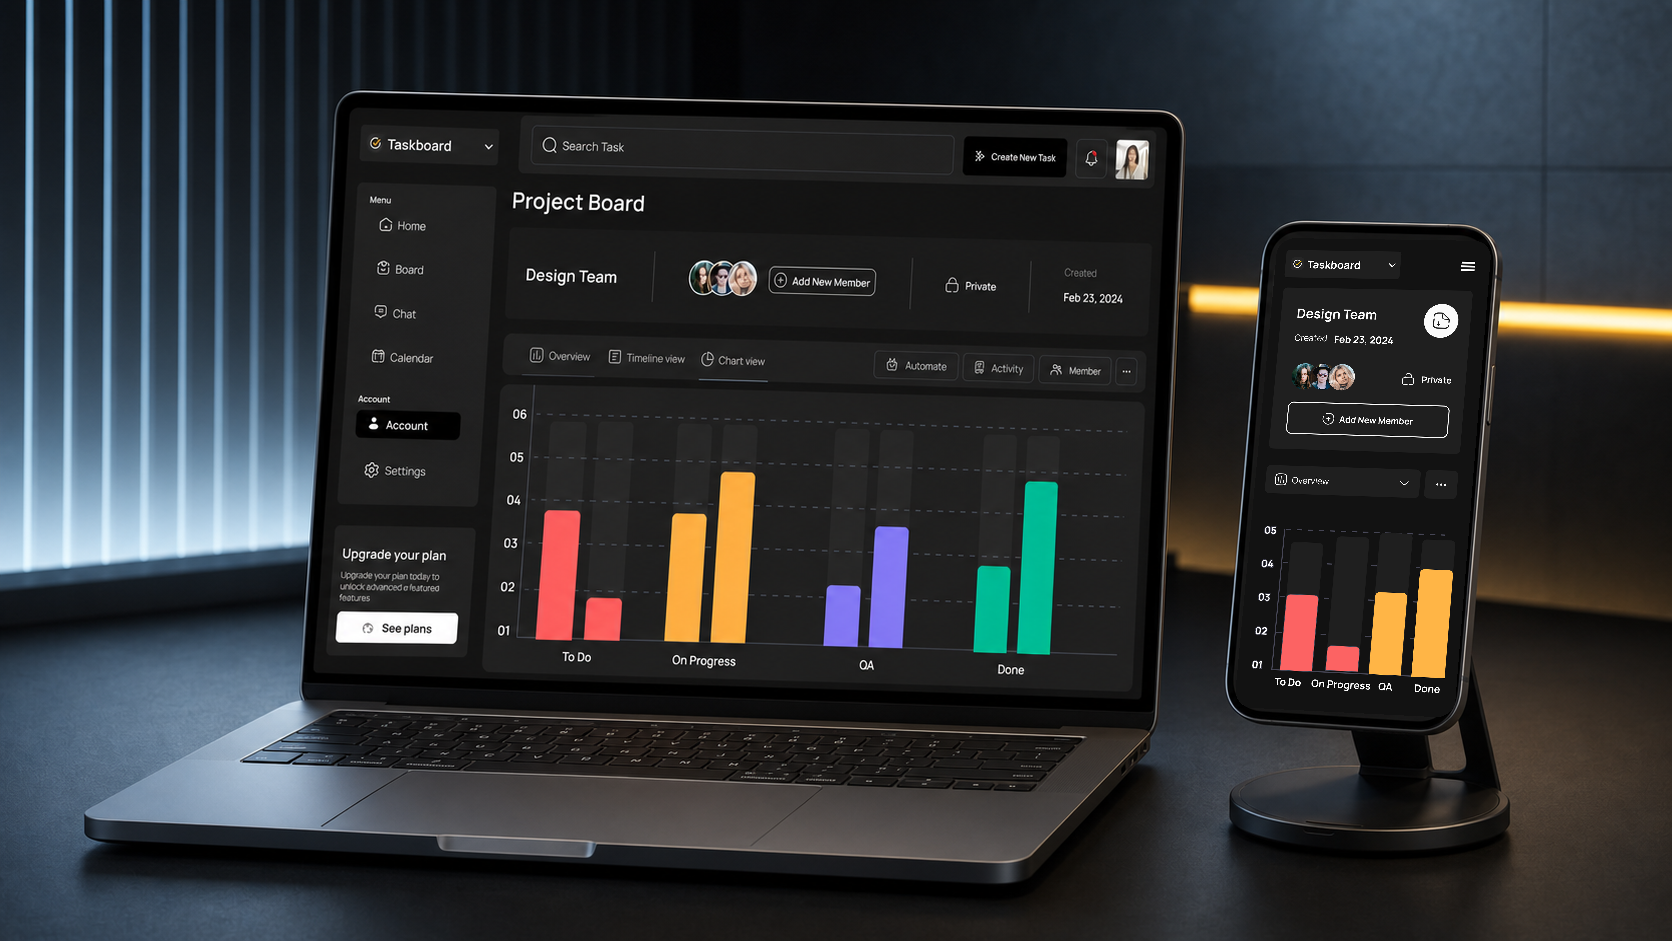 Taskboard
Search Task
Create New Task
Menu
Home
Board
Chat
Calendar
Account
Account
Settings
Upgrade your plan
Upgrade your plan today to
unlock advanced e featured
features
See plans
Project Board
Design Team
Add New Member
Private
Created
Feb 23, 2024
Overview
Timeline view
Chart view
Automate
Activity
Member
06
05
04
03
02
01
To Do
On Progress
QA
Done
Taskboard
Design Team
Created Feb 23, 2024
Private
Add New Member
Overview
05
04
03
02
01
To Do
On Progress
QA
Done